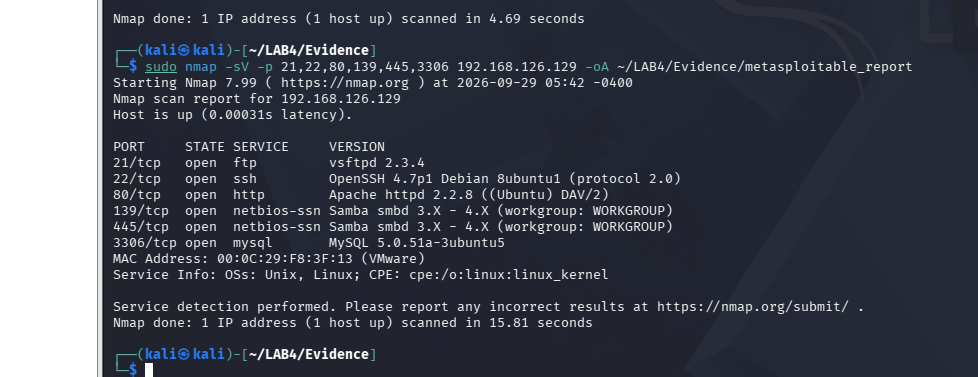 Nmap done: 1 IP address (1 host up) scanned in 4.69 seconds
┌──(kali㉿kali)-[~/LAB4/Evidence]
└─$ sudo nmap -sV -p 21,22,80,139,445,3306 192.168.126.129 -oA ~/LAB4/Evidence/metasploitable_report
Starting Nmap 7.99 ( https://nmap.org ) at 2026-09-29 05:42 -0400
Nmap scan report for 192.168.126.129
Host is up (0.00031s latency).
PORT     STATE SERVICE     VERSION
21/tcp   open  ftp         vsftpd 2.3.4
22/tcp   open  ssh         OpenSSH 4.7p1 Debian 8ubuntu1 (protocol 2.0)
80/tcp   open  http        Apache httpd 2.2.8 ((Ubuntu) DAV/2)
139/tcp  open  netbios-ssn Samba smbd 3.X - 4.X (workgroup: WORKGROUP)
445/tcp  open  netbios-ssn Samba smbd 3.X - 4.X (workgroup: WORKGROUP)
3306/tcp open  mysql       MySQL 5.0.51a-3ubuntu5
MAC Address: 00:0C:29:F8:3F:13 (VMware)
Service Info: OSs: Unix, Linux; CPE: cpe:/o:linux:linux_kernel
Service detection performed. Please report any incorrect results at https://nmap.org/submit/ .
Nmap done: 1 IP address (1 host up) scanned in 15.81 seconds
┌──(kali㉿kali)-[~/LAB4/Evidence]
└─$